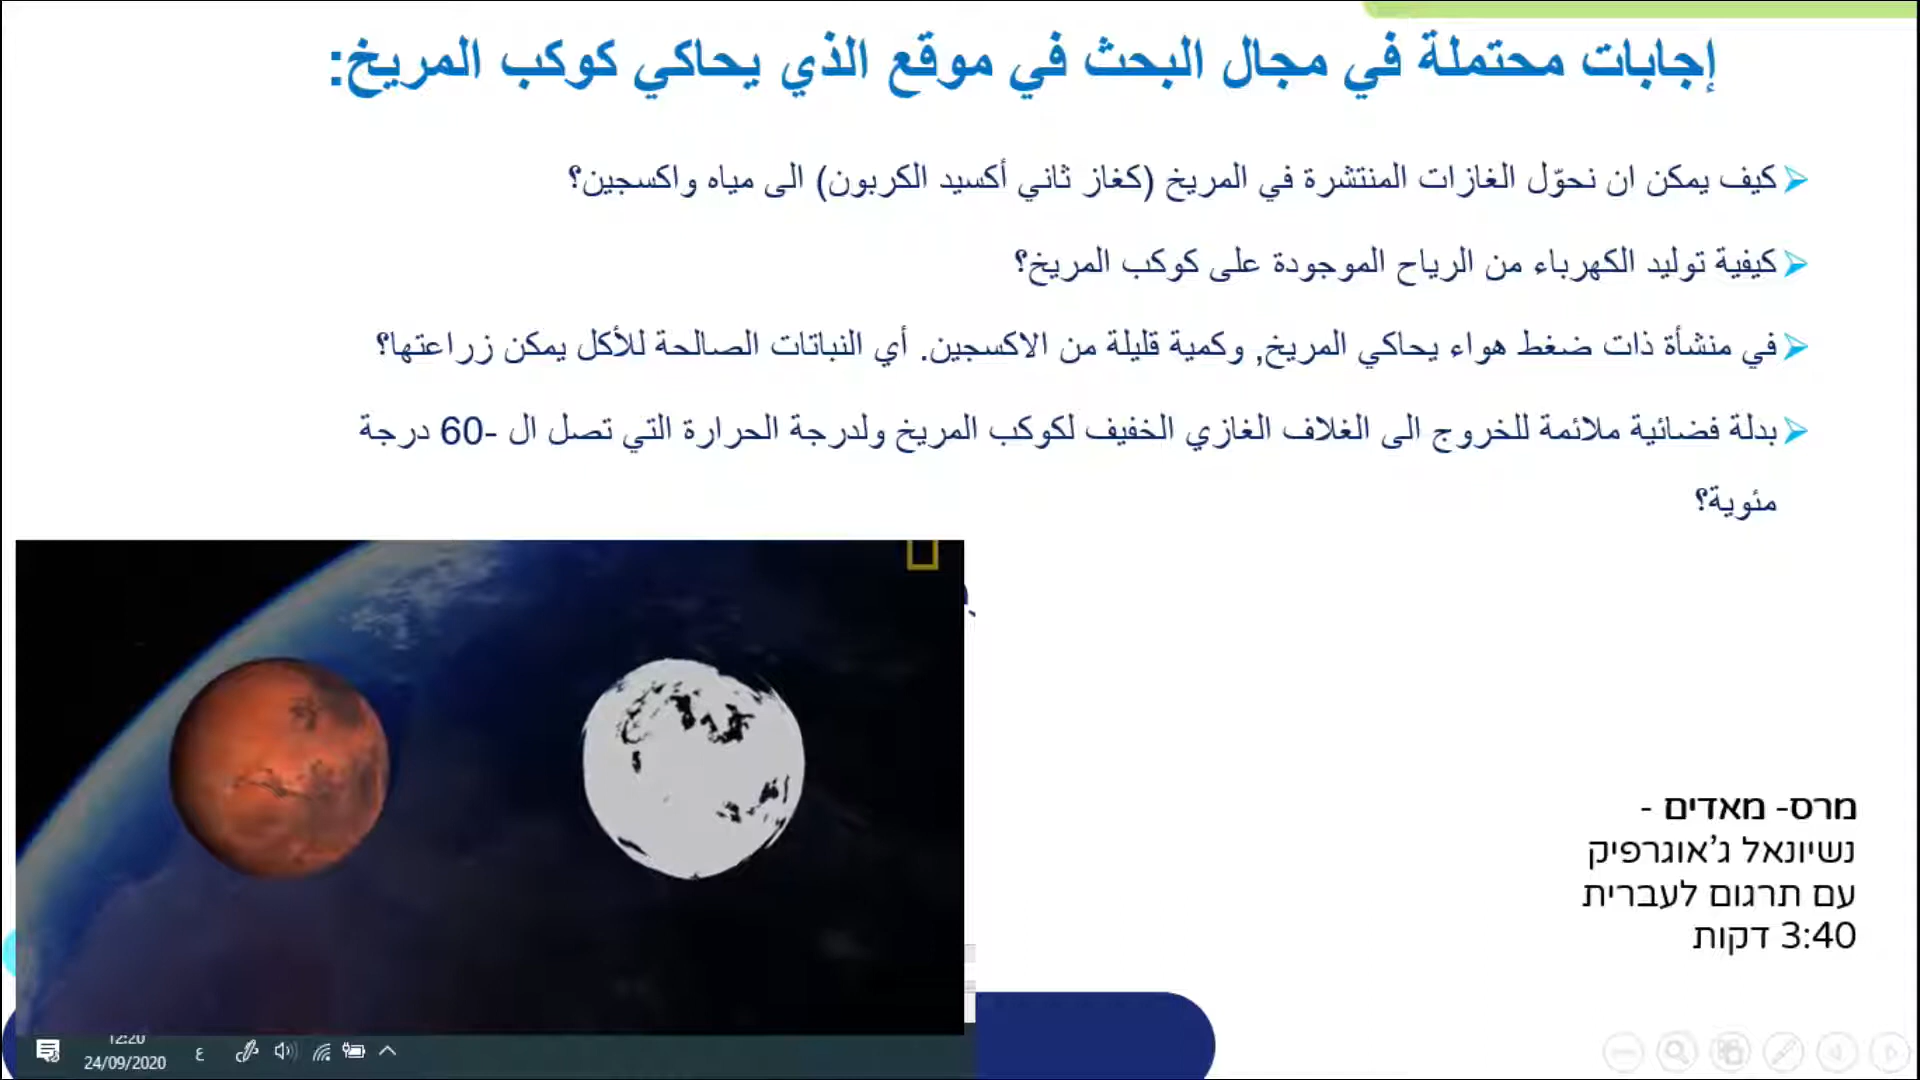 إجابات محتملة في مجال البحث في موقع الذي يحاكي كوكب المريخ:
كيف يمكن ان نحوّل الغازات المنتشرة في المريخ (كغاز ثاني أكسيد الكربون) الى مياه واكسجين؟
كيفية توليد الكهرباء من الرياح الموجودة على كوكب المريخ؟
في منشأة ذات ضغط هواء يحاكي المريخ, وكمية قليلة من الاكسجين. أي النباتات الصالحة للأكل يمكن زراعتها؟
بدلة فضائية ملائمة للخروج الى الغلاف الغازي الخفيف لكوكب المريخ ولدرجة الحرارة التي تصل ال -60 درجة
مئوية؟
מרס- מאדים -
נשיונאל ג'אוגרפיק
עם תרגום לעברית
3:40 דקות
12:20
24/09/2020
ع